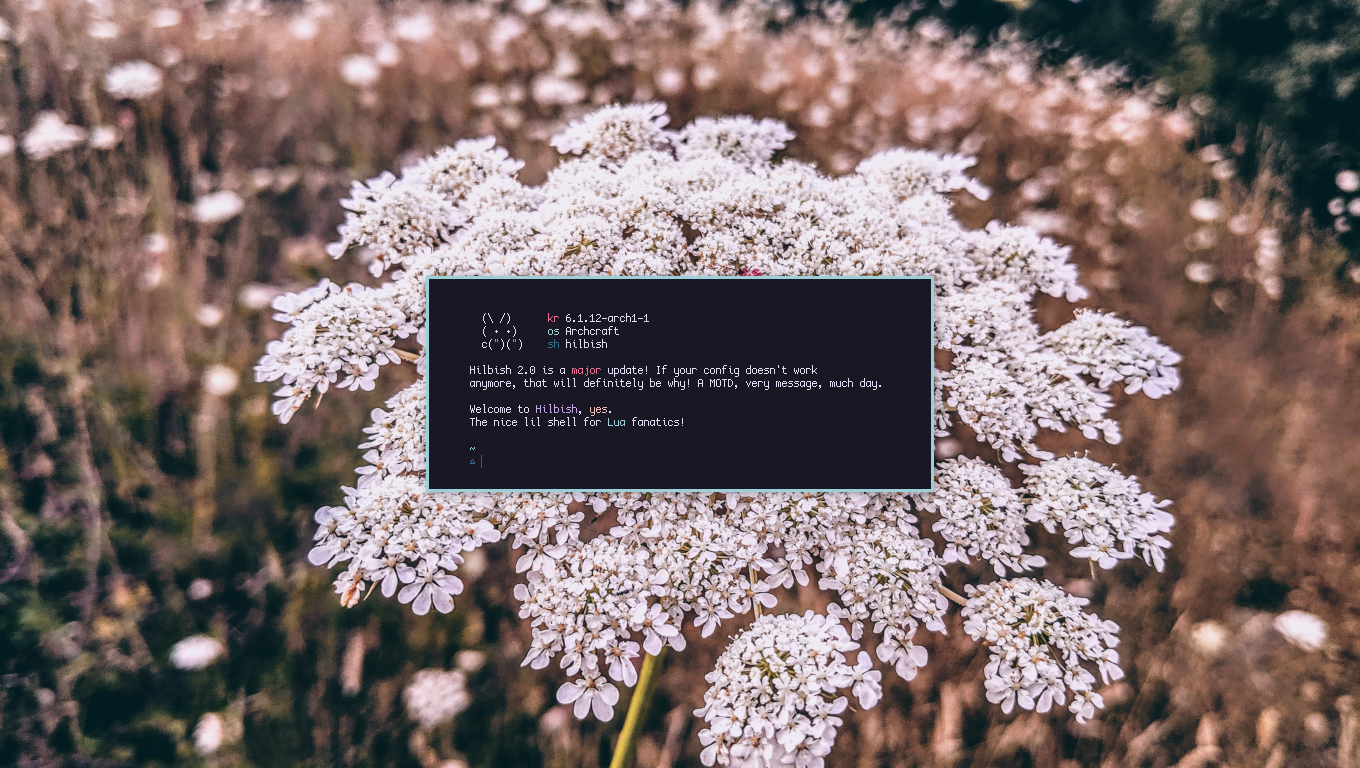 (\ /) kr 6.1.12-arch1-1
( · ·) os Archcraft
c(")(") sh hilbish
Hilbish 2.0 is a major update! If your config doesn't work
anymore, that will definitely be why! A MOTD, very message, much day.
Welcome to Hilbish, yes.
The nice lil shell for Lua fanatics!
~
▵